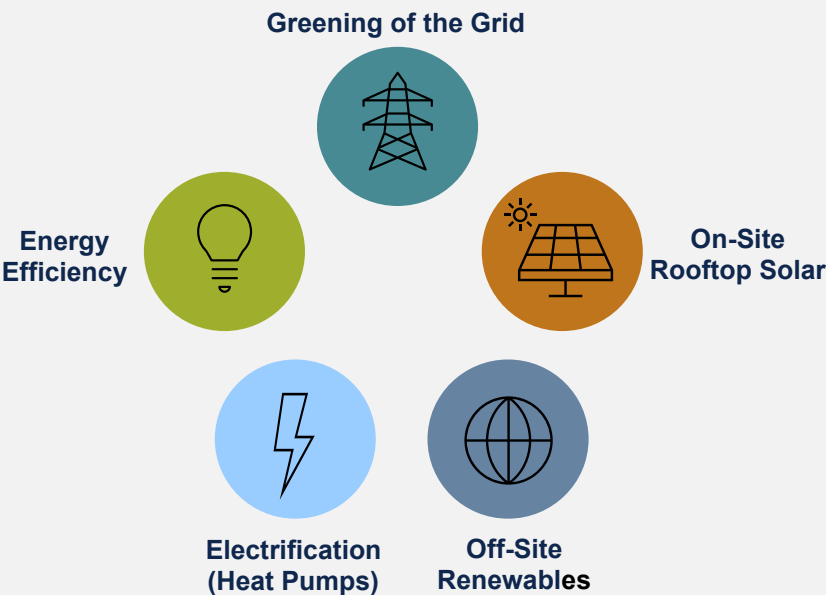 Greening of the Grid
Energy
Efficiency
On-Site
Rooftop Solar
Electrification
(Heat Pumps)
Off-Site
Renewables